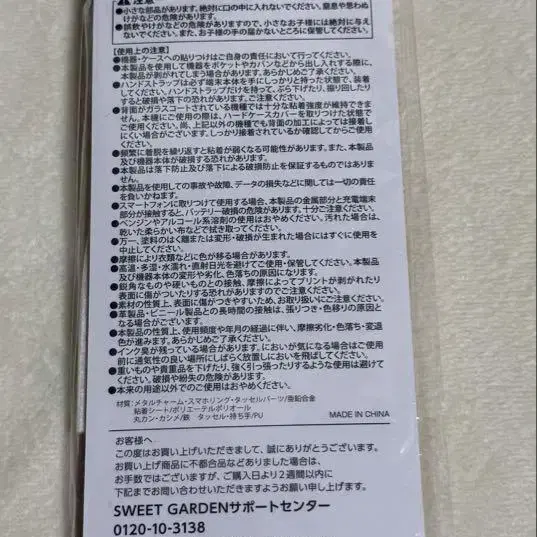 注意
●小さな部品があります。絶対に口の中に入れないでください。窒息や思わぬ
けがなどの危険があります。
●誤飲やけがなどの危険がありますので、小さなお子様には絶対に与え
ないでください。また、お子様の手の届かないところに保管してください。
【使用上の注意】
●機器・ケースへの貼りつけはご自身の責任において行ってください。
●本製品を使用して機器をポケットやカバンなどから出し入れする際に、
本製品が剥がれてしまう場合があります。あらかじめご了承ください。
●ハンドストラップは必ず端末本体を手にしっかりと持った状態で、装着
してください。ハンドストラップだけを持って、ぶら下げたり、振り回したり
すると破損や落下の恐れがあります。ご注意ください。
●背面がガラスコートされている機種では十分な粘着強度が維持できませ
ん。本機にご使用の際は、ハードケースカバーを取りつけた状態で
ご使用ください。尚、上記以外の機種でも背面の加工によっては接着し
にくい場合がございます。しっかり接着されているか確認してからご使用
ください。
●頻繁に着脱を繰り返すと粘着が弱くなる可能性があります。また、本製品
及び機器本体が破損する恐れがあります。
●本製品は落下防止及び落下による破損防止を保証するものではありま
せん。
●本製品を使用しての事故や故障、データの損失などに関しては一切の責任
を負いかねます。
●スマートフォンに取りつけて使用する場合、本製品の金属部分と充電端末
部分が接触すると、バッテリー破損の危険があります。十分ご注意ください。
●ベンジンやアルコール系溶剤の使用はおやめください。汚れた場合は、
乾いた柔らかい布などで拭き取ってください。
●万一、塗料のはく離または変形・破損が生まれた場合にはすぐに使用を
中止してください。
●摩擦により衣類などに色が移る場合があります。
●高温・多湿・水濡れ・直射日光を避けてご使用・保管してください。本製品
及び機器本体の変形や劣化、色落ちの原因になります。
●鋭角なものや硬いものとの接触、摩擦によってプリントが剥がれたり
表面に傷がついたりする恐れがありますのでご注意ください。
●素材の性質上、表面に傷がつきやすいため、お取り扱いにご注意ください。
●革製品・ビニール製品との長時間の接触は、張りつき・色移りの原因と
なる場合がございます。
●本製品の性質上、使用頻度や年月の経過に伴い、摩擦劣化・色落ち・変退
色が進みます。あらかじめご了承ください。
●インク臭が残っている場合があります。においが気になる場合はご使用
前に通気性の良い場所にしばらく放置しにおいを飛ばしてください。
●重いものや貴重品を下げたり、強く引っ張ったりするような使用は避けて
ください。破損や紛失の危険があります。
●本来の用途以外でのご使用はおやめください。
材質:メタルチャーム・スマホリング・タッセルパーツ/亜鉛合金
粘着シート/ポリエーテルポリオール
丸カン・カンメ/鉄 タッセル・持ち手/PU
MADE IN CHINA
お客様へ
この度はお買い上げいただきまして、誠にありがとうございます。
お買い上げ商品に不都合品などありました場合は、
お手数ではございますが、ご購入日より2週間以内に
下記までお問い合わせいただきますようお願い申し上げます。
SWEET GARDENサポートセンター
0120-10-3138